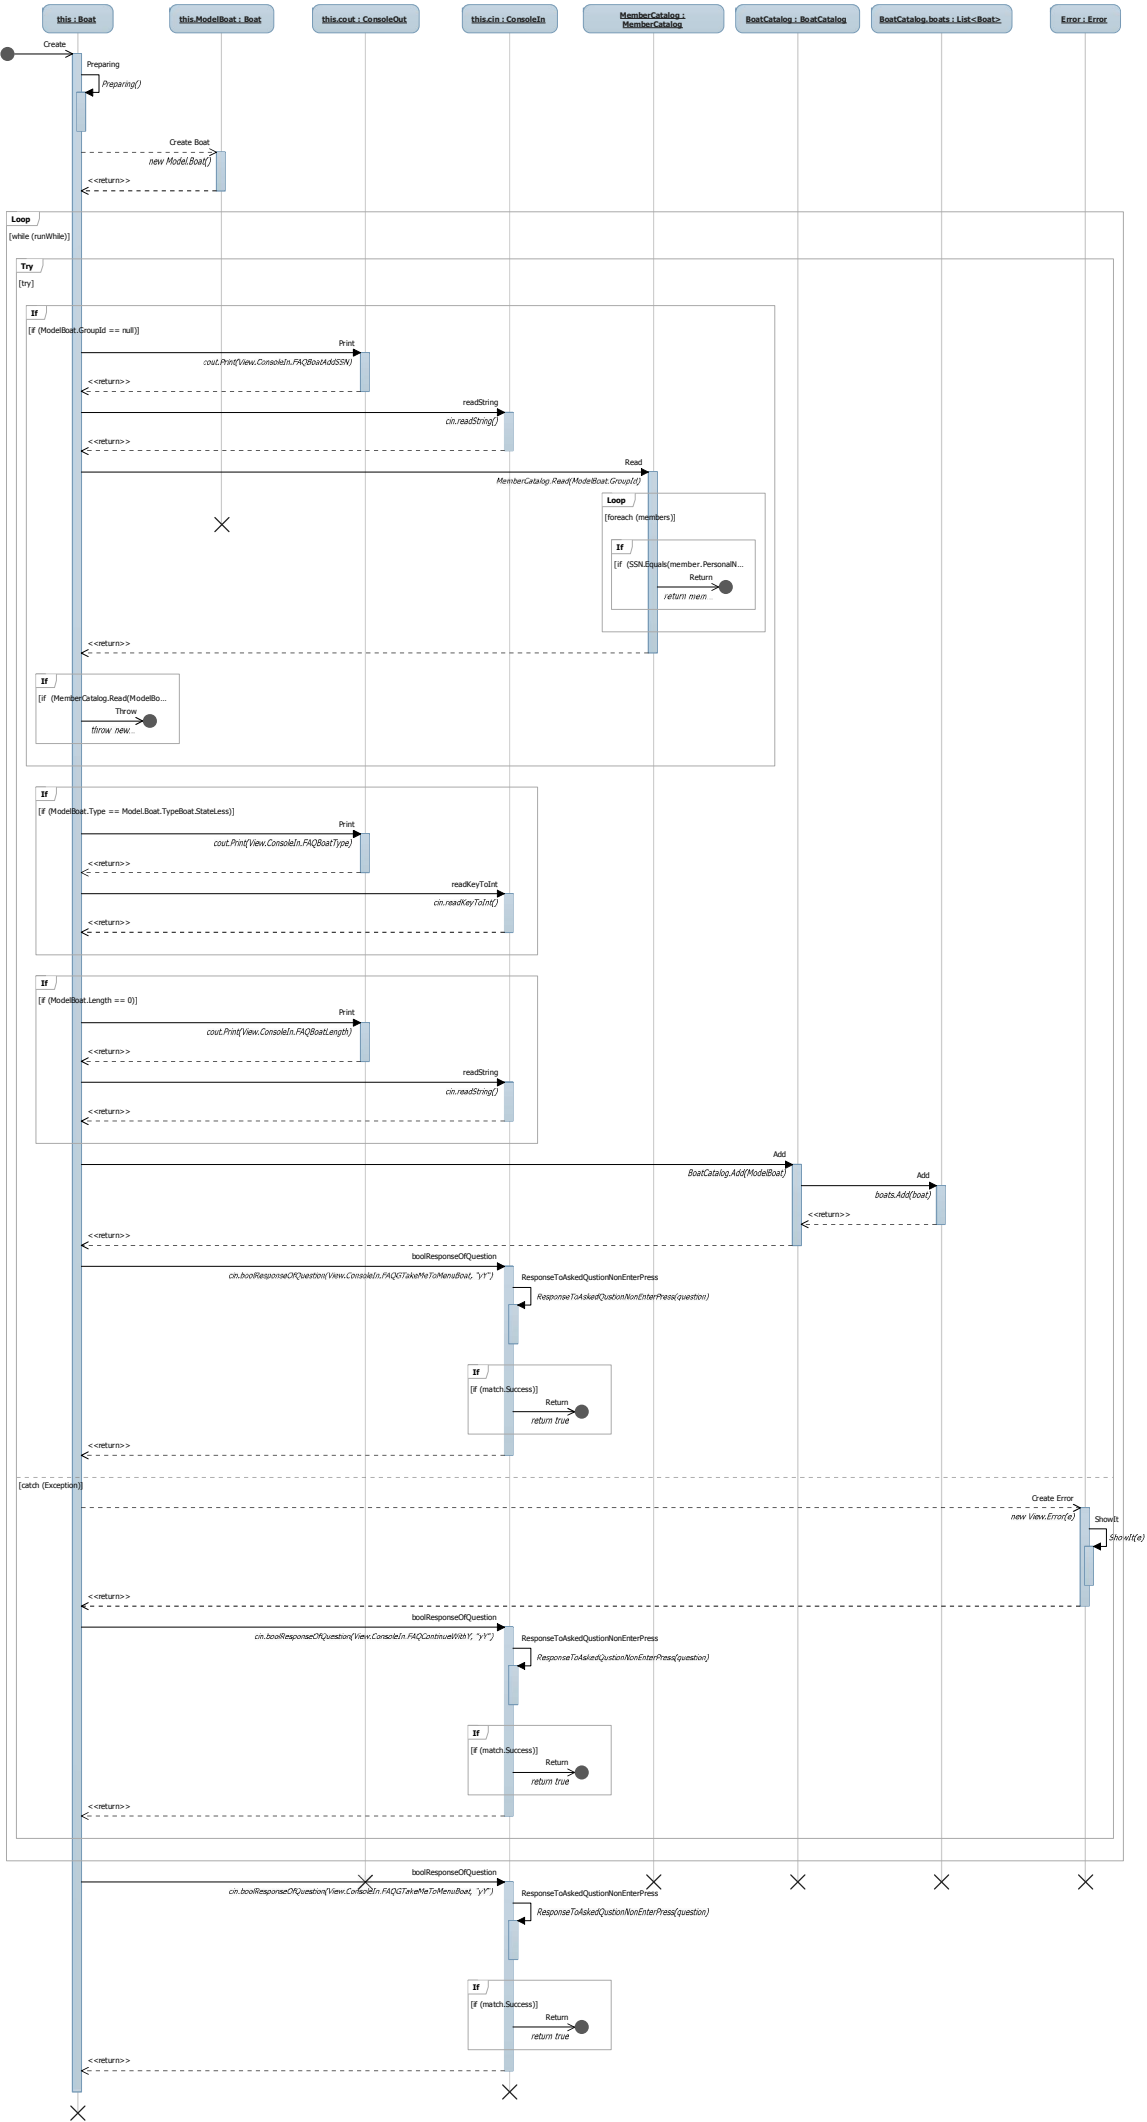 this : Boat
this.ModelBoat : Boat
this.cout : ConsoleOut
this.cin : ConsoleIn
MemberCatalog :
MemberCatalog
BoatCatalog : BoatCatalog
BoatCatalog.boats : List<Boat>
Error : Error
Create
Preparing
Preparing()
Create Boat
new Model.Boat()
<<return>>
Loop
[while (runWhile)]
Try
[try]
If
[if (ModelBoat.GroupId == null)]
Print
cout.Print(View.ConsoleIn.FAQBoatAddSSN)
<<return>>
readString
cin.readString()
<<return>>
Read
MemberCatalog.Read(ModelBoat.GroupId)
Loop
[foreach (members)]
If
[if (SSN.Equals(member.PersonalN...
Return
return mem...
<<return>>
If
[if (MemberCatalog.Read(ModelBo...
Throw
throw new...
If
[if (ModelBoat.Type == Model.Boat.TypeBoat.StateLess)]
Print
cout.Print(View.ConsoleIn.FAQBoatType)
<<return>>
readKeyToInt
cin.readKeyToInt()
<<return>>
If
[if (ModelBoat.Length == 0)]
Print
cout.Print(View.ConsoleIn.FAQBoatLength)
<<return>>
readString
cin.readString()
<<return>>
Add
BoatCatalog.Add(ModelBoat)
Add
boats.Add(boat)
<<return>>
<<return>>
boolResponseOfQuestion
cin.boolResponseOfQuestion(View.ConsoleIn.FAQGTakeMeToMenuBoat, "yY")
ResponseToAskedQustionNonEnterPress
ResponseToAskedQustionNonEnterPress(question)
If
[if (match.Success)]
Return
return true
<<return>>
[catch (Exception)]
Create Error
new View.Error(e)
ShowIt
ShowIt(e)
<<return>>
boolResponseOfQuestion
cin.boolResponseOfQuestion(View.ConsoleIn.FAQContinueWithY, "yY")
ResponseToAskedQustionNonEnterPress
ResponseToAskedQustionNonEnterPress(question)
If
[if (match.Success)]
Return
return true
<<return>>
boolResponseOfQuestion
cin.boolResponseOfQuestion(View.ConsoleIn.FAQGTakeMeToMenuBoat, "yY")
ResponseToAskedQustionNonEnterPress
ResponseToAskedQustionNonEnterPress(question)
If
[if (match.Success)]
Return
return true
<<return>>